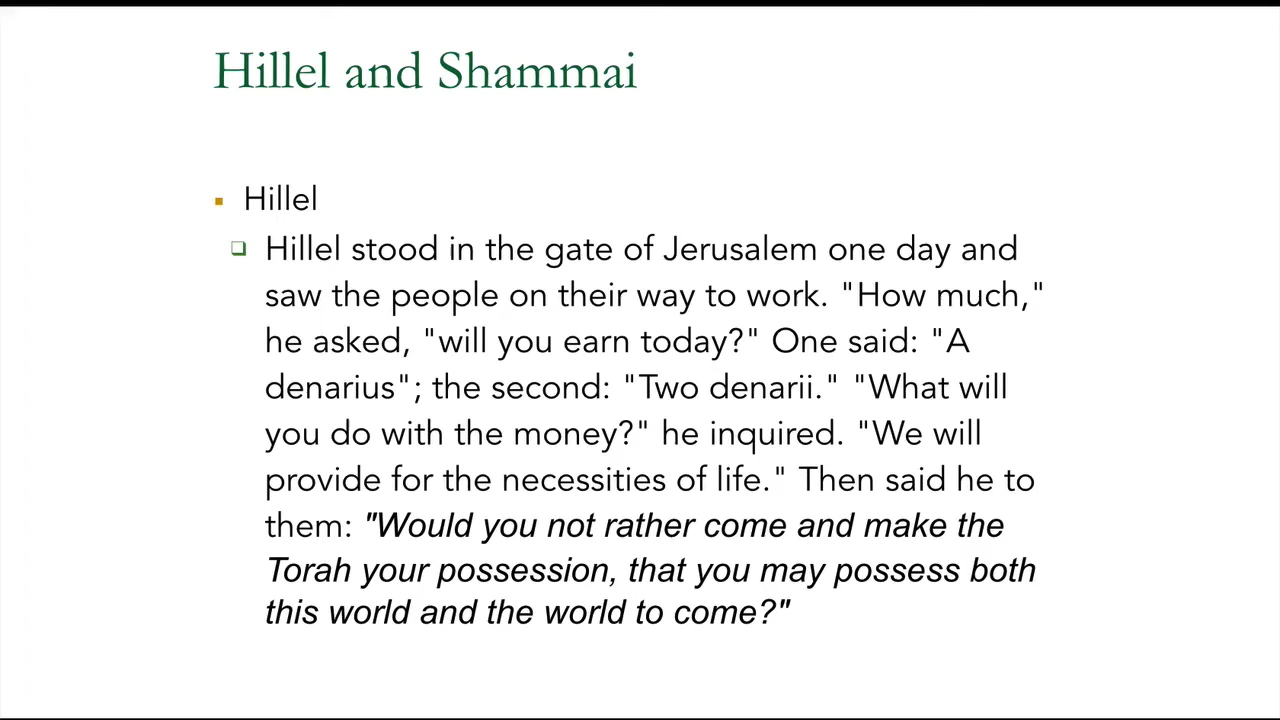 Hillel and Shammai
Hillel
Hillel stood in the gate of Jerusalem one day and
saw the people on their way to work. "How much,"
he asked, "will you earn today?" One said: "A
denarius"; the second: "Two denarii." "What will
you do with the money?" he inquired. "We will
provide for the necessities of life." Then said he to
them: "Would you not rather come and make the
Torah your possession, that you may possess both
this world and the world to come?"